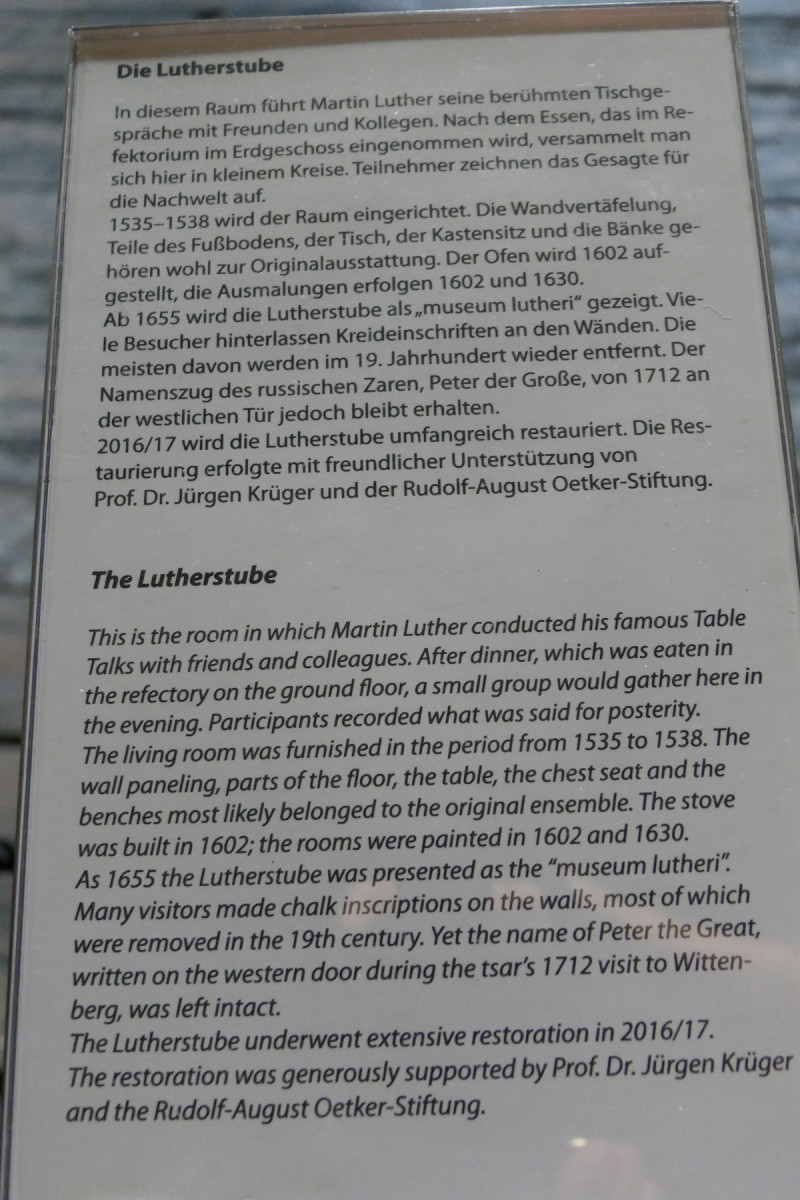 Die Lutherstube
In diesem Raum führt Martin Luther seine berühmten Tischge-
spräche mit Freunden und Kollegen. Nach dem Essen, das im Re-
fektorium im Erdgeschoss eingenommen wird, versammelt man
sich hier in kleinem Kreise. Teilnehmer zeichnen das Gesagte für
die Nachwelt auf.
1535–1538 wird der Raum eingerichtet. Die Wandvertäfelung,
Teile des Fußbodens, der Tisch, der Kastensitz und die Bänke ge-
hören wohl zur Originalausstattung. Der Ofen wird 1602 auf-
gestellt, die Ausmalungen erfolgen 1602 und 1630.
Ab 1655 wird die Lutherstube als „museum lutheri“ gezeigt. Vie-
le Besucher hinterlassen Kreideinschriften an den Wänden. Die
meisten davon werden im 19. Jahrhundert wieder entfernt. Der
Namenszug des russischen Zaren, Peter der Große, von 1712 an
der westlichen Tür jedoch bleibt erhalten.
2016/17 wird die Lutherstube umfangreich restauriert. Die Res-
taurierung erfolgte mit freundlicher Unterstützung von
Prof. Dr. Jürgen Krüger und der Rudolf-August Oetker-Stiftung.
The Lutherstube
This is the room in which Martin Luther conducted his famous Table
Talks with friends and colleagues. After dinner, which was eaten in
the refectory on the ground floor, a small group would gather here in
the evening. Participants recorded what was said for posterity.
The living room was furnished in the period from 1535 to 1538. The
wall paneling, parts of the floor, the table, the chest seat and the
benches most likely belonged to the original ensemble. The stove
was built in 1602; the rooms were painted in 1602 and 1630.
As 1655 the Lutherstube was presented as the “museum lutheri”.
Many visitors made chalk inscriptions on the walls, most of which
were removed in the 19th century. Yet the name of Peter the Great,
written on the western door during the tsar’s 1712 visit to Witten-
berg, was left intact.
The Lutherstube underwent extensive restoration in 2016/17.
The restoration was generously supported by Prof. Dr. Jürgen Krüger
and the Rudolf-August Oetker-Stiftung.